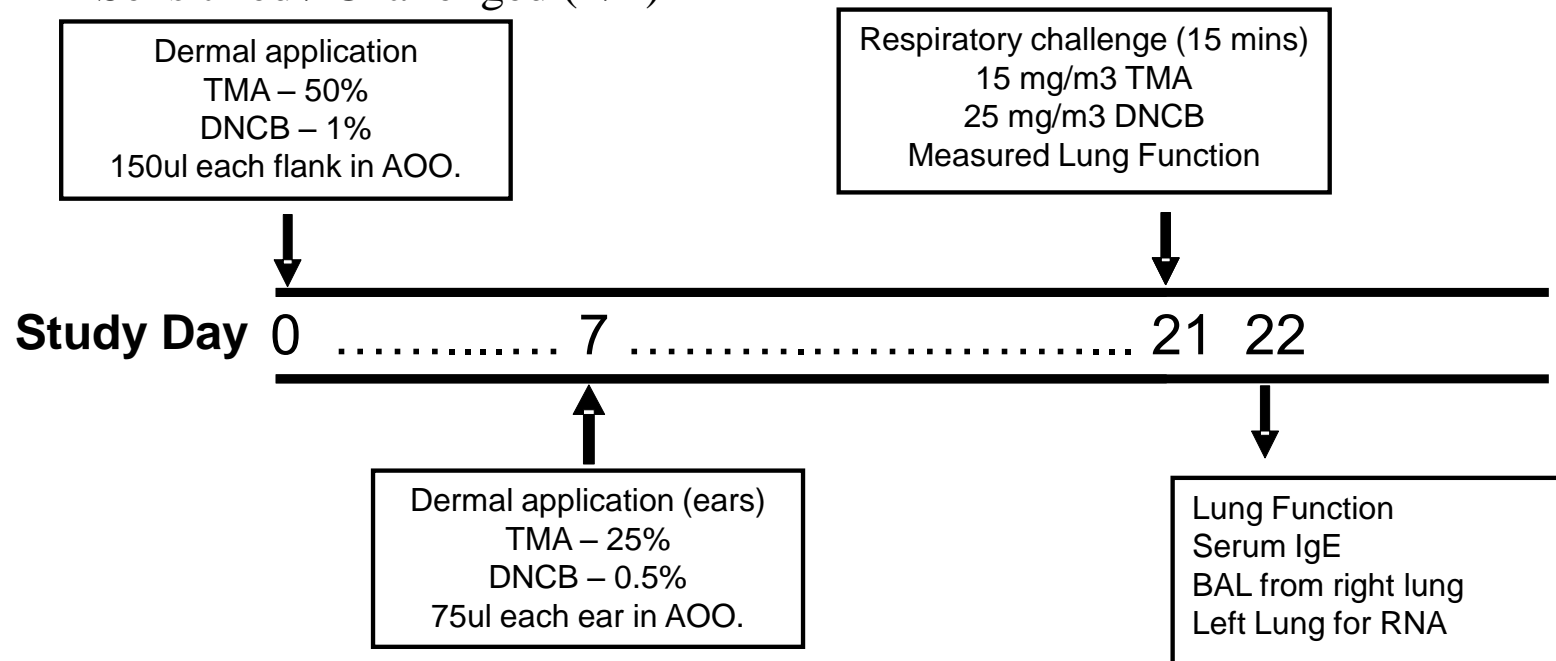 Dermal application
TMA – 50%
DNCB – 1%
150ul each flank in AOO.
Respiratory challenge (15 mins)
15 mg/m3 TMA
25 mg/m3 DNCB
Measured Lung Function
Study Day 0 .................. 7 ........................................ 21 22
Dermal application (ears)
TMA – 25%
DNCB – 0.5%
75ul each ear in AOO.
Lung Function
Serum IgE
BAL from right lung
Left Lung for RNA